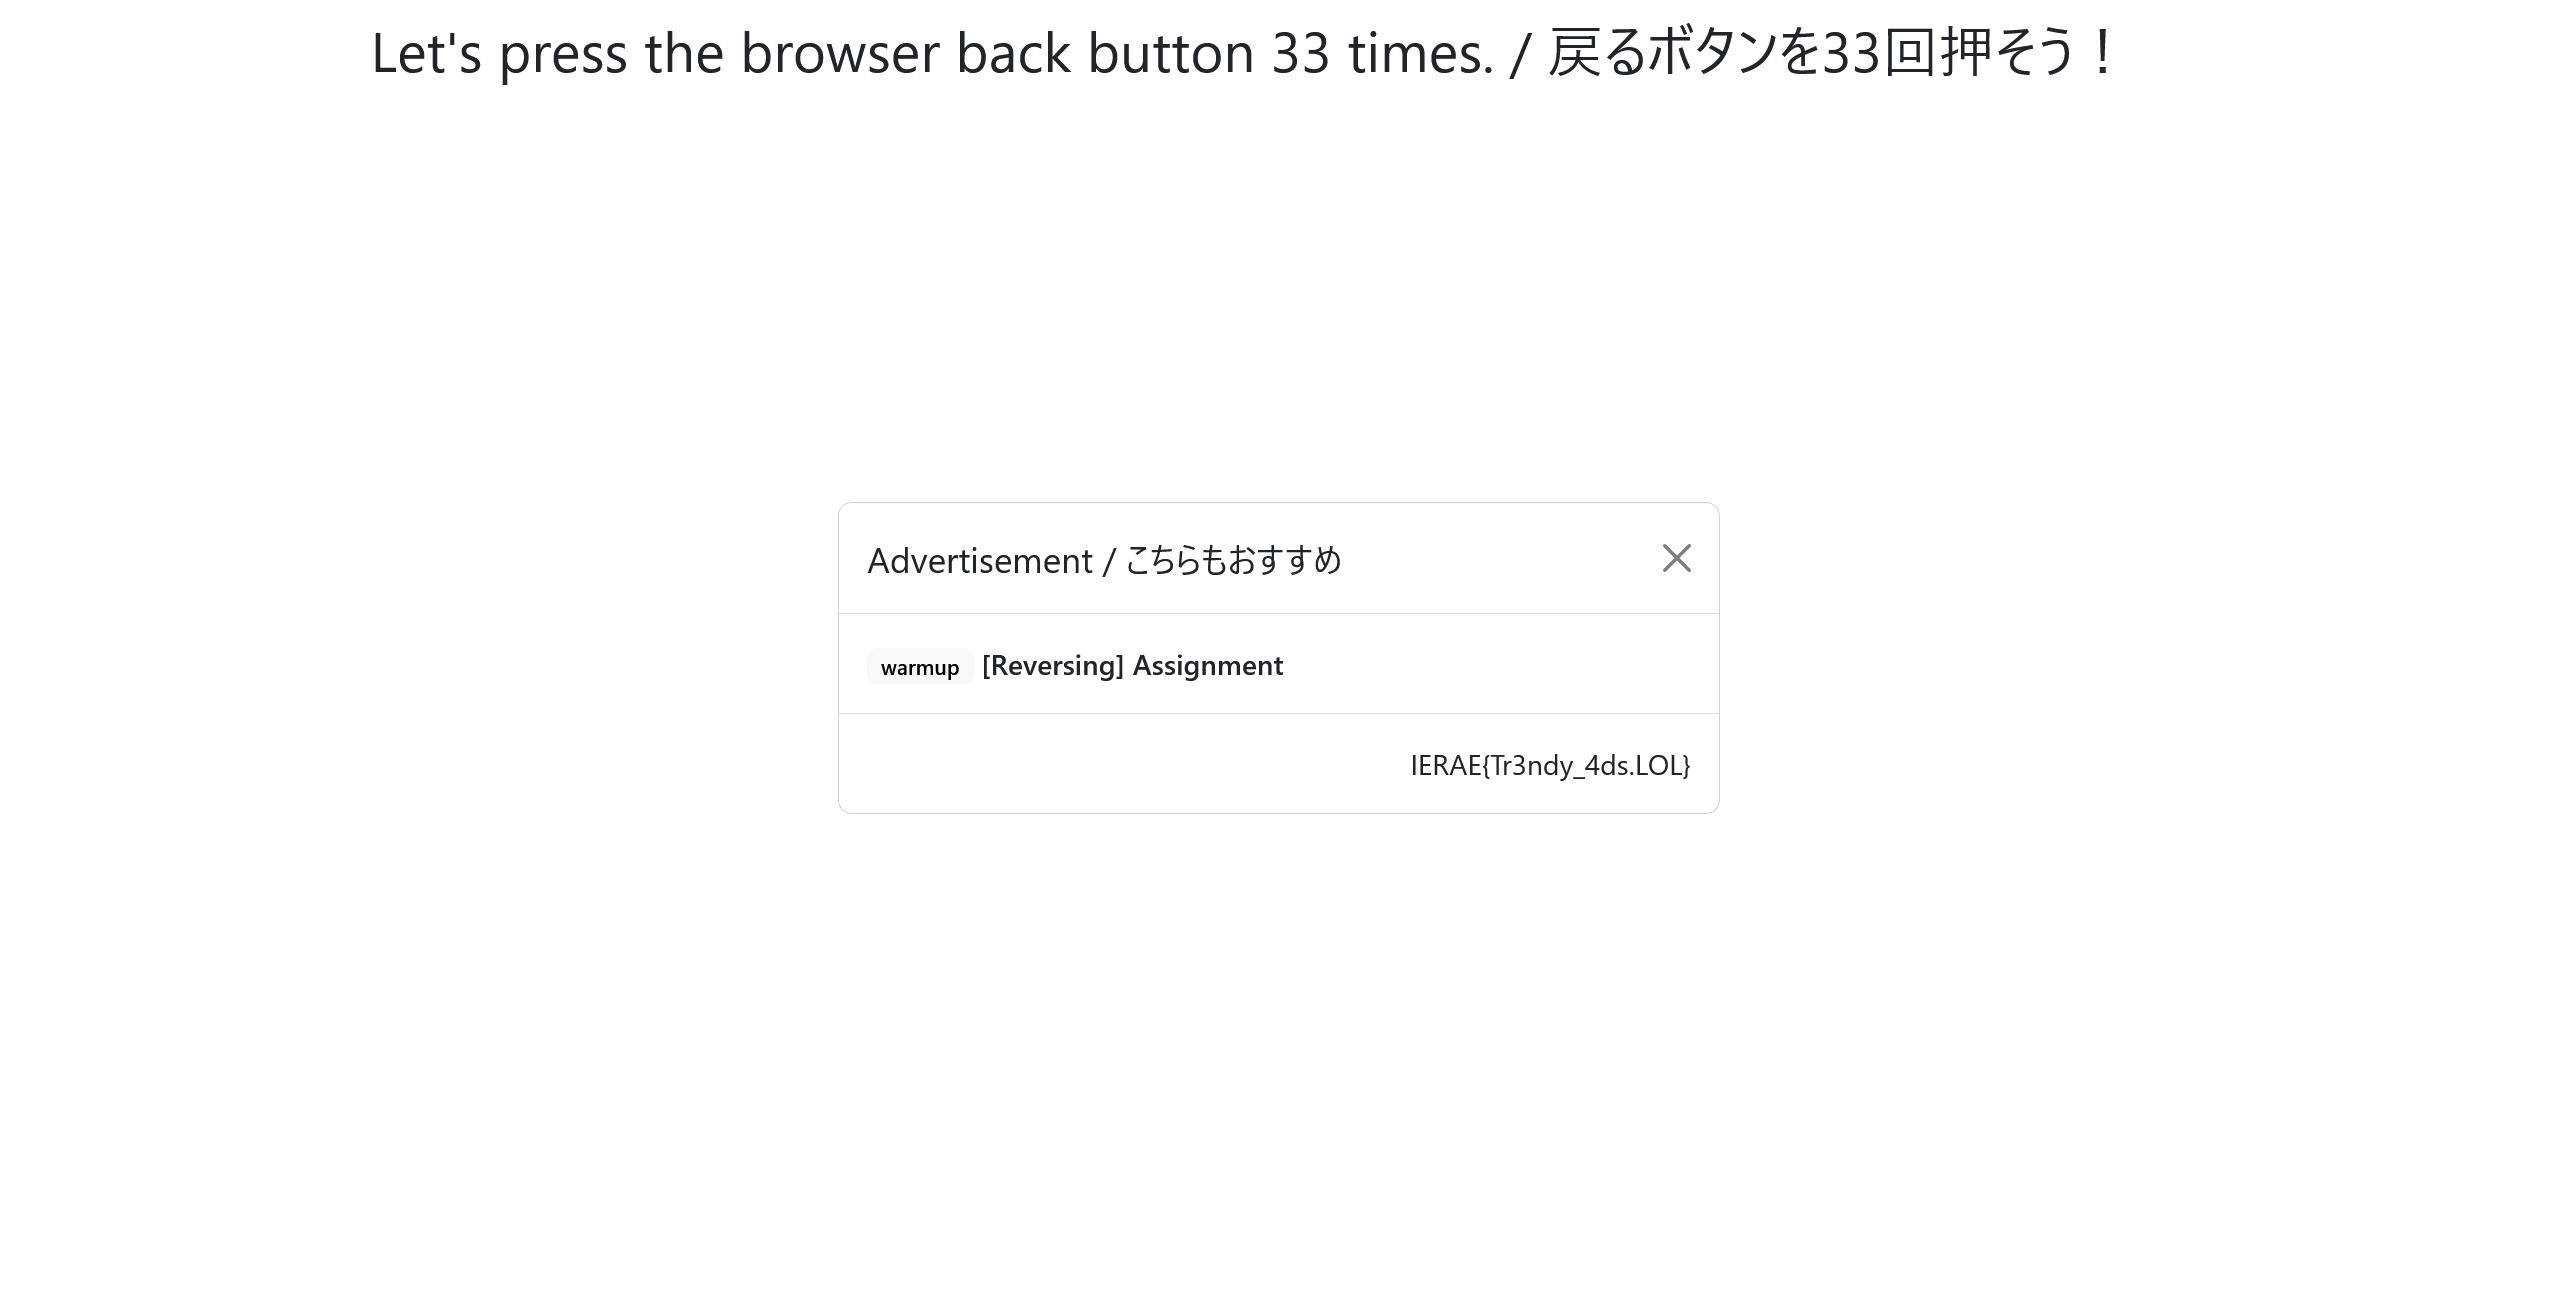 Let's press the browser back button 33 times. / 戻るボタンを33回押そう！
Advertisement / こちらもおすすめ
warmup [Reversing] Assignment
IERAE{Tr3ndy_4ds.LOL}